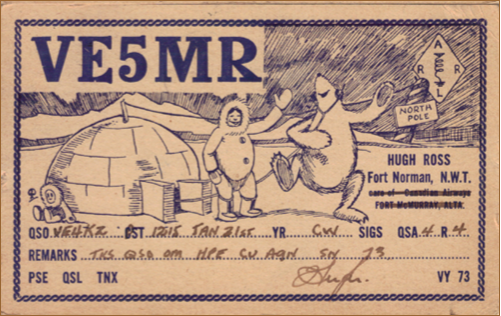 VE5MR
A
R R
L
NORTH
POLE
HUGH ROSS
Fort Norman, N.W.T.
care of Canadian Airways
FORT McMURRAY, ALTA.
QSO VE4KZ EST 1215 JAN 21ST YR CW SIGS QSA 4 R 4
REMARKS TKS QSO OM HPE CU AGN SN 73
PSE QSL TNX VY 73